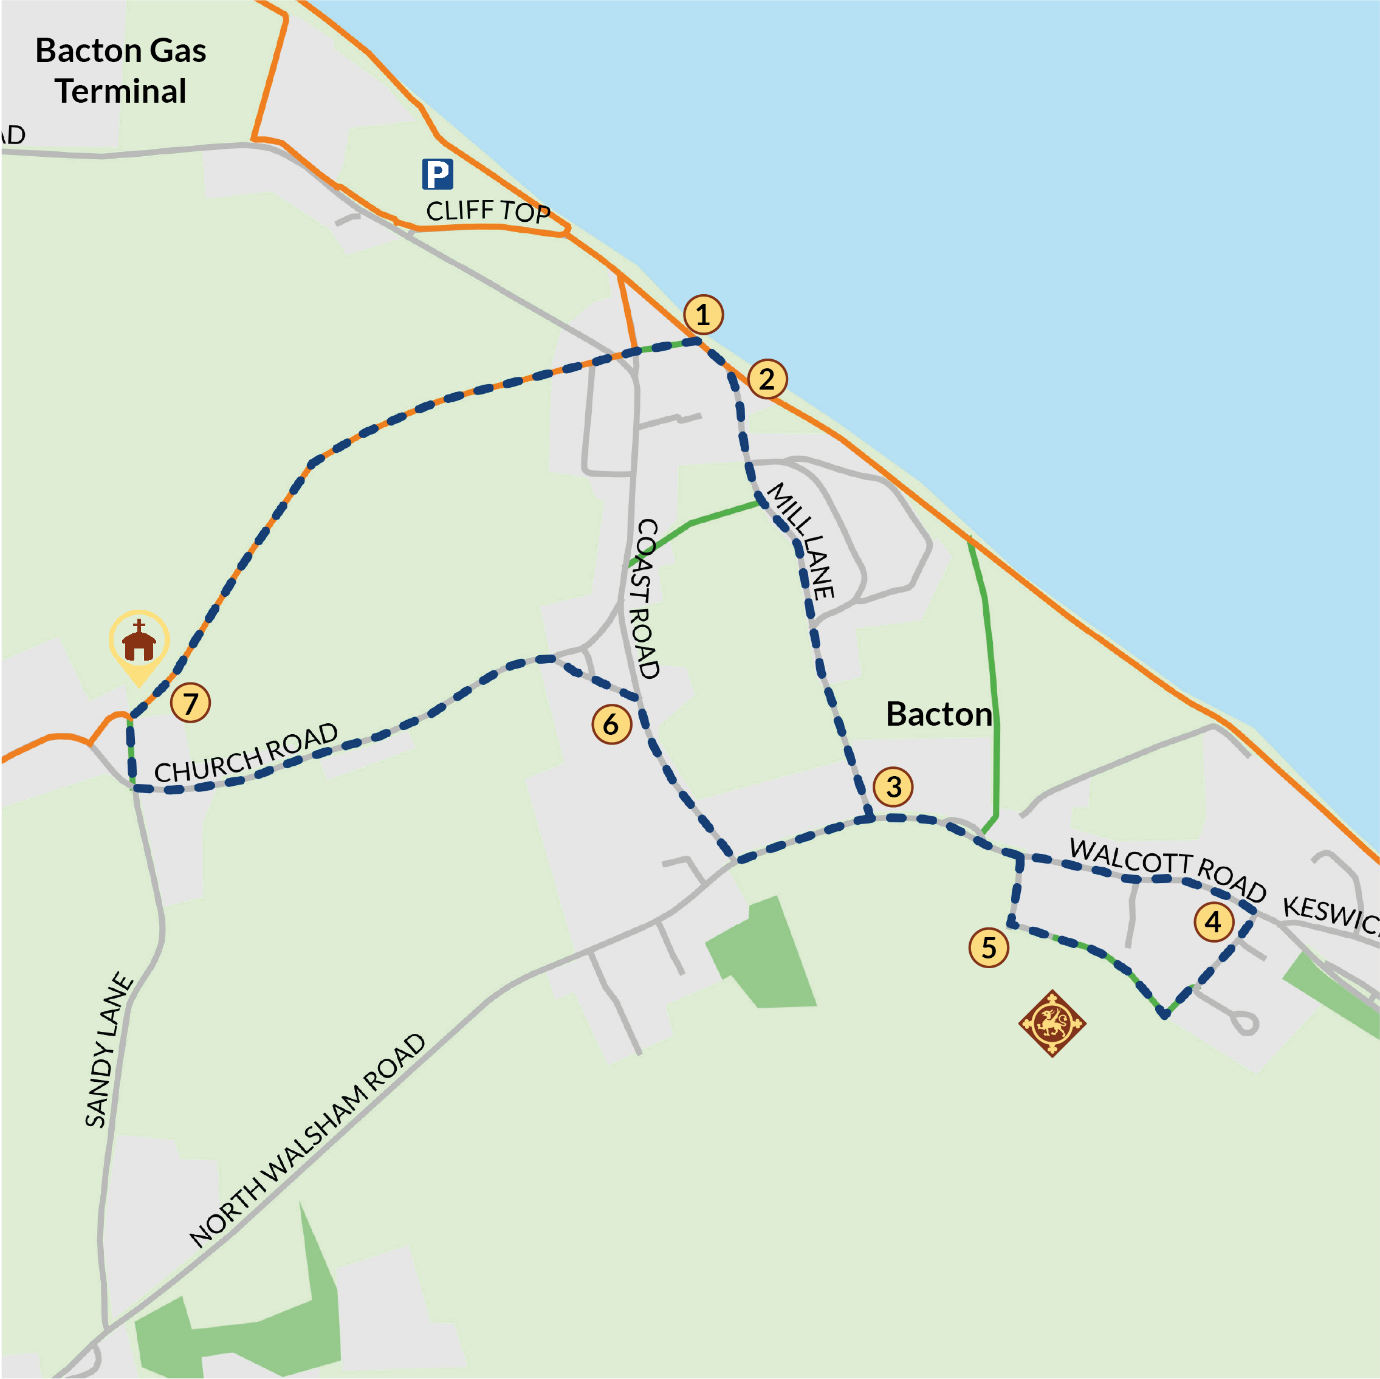 Bacton Gas
Terminal
AD
P
CLIFF TOP
1
2
MILL LANE
COAST ROAD
7
6
Bacton
CHURCH ROAD
3
WALCOTT ROAD
KESWIC
4
5
SANDY LANE
NORTH WALSHAM ROAD